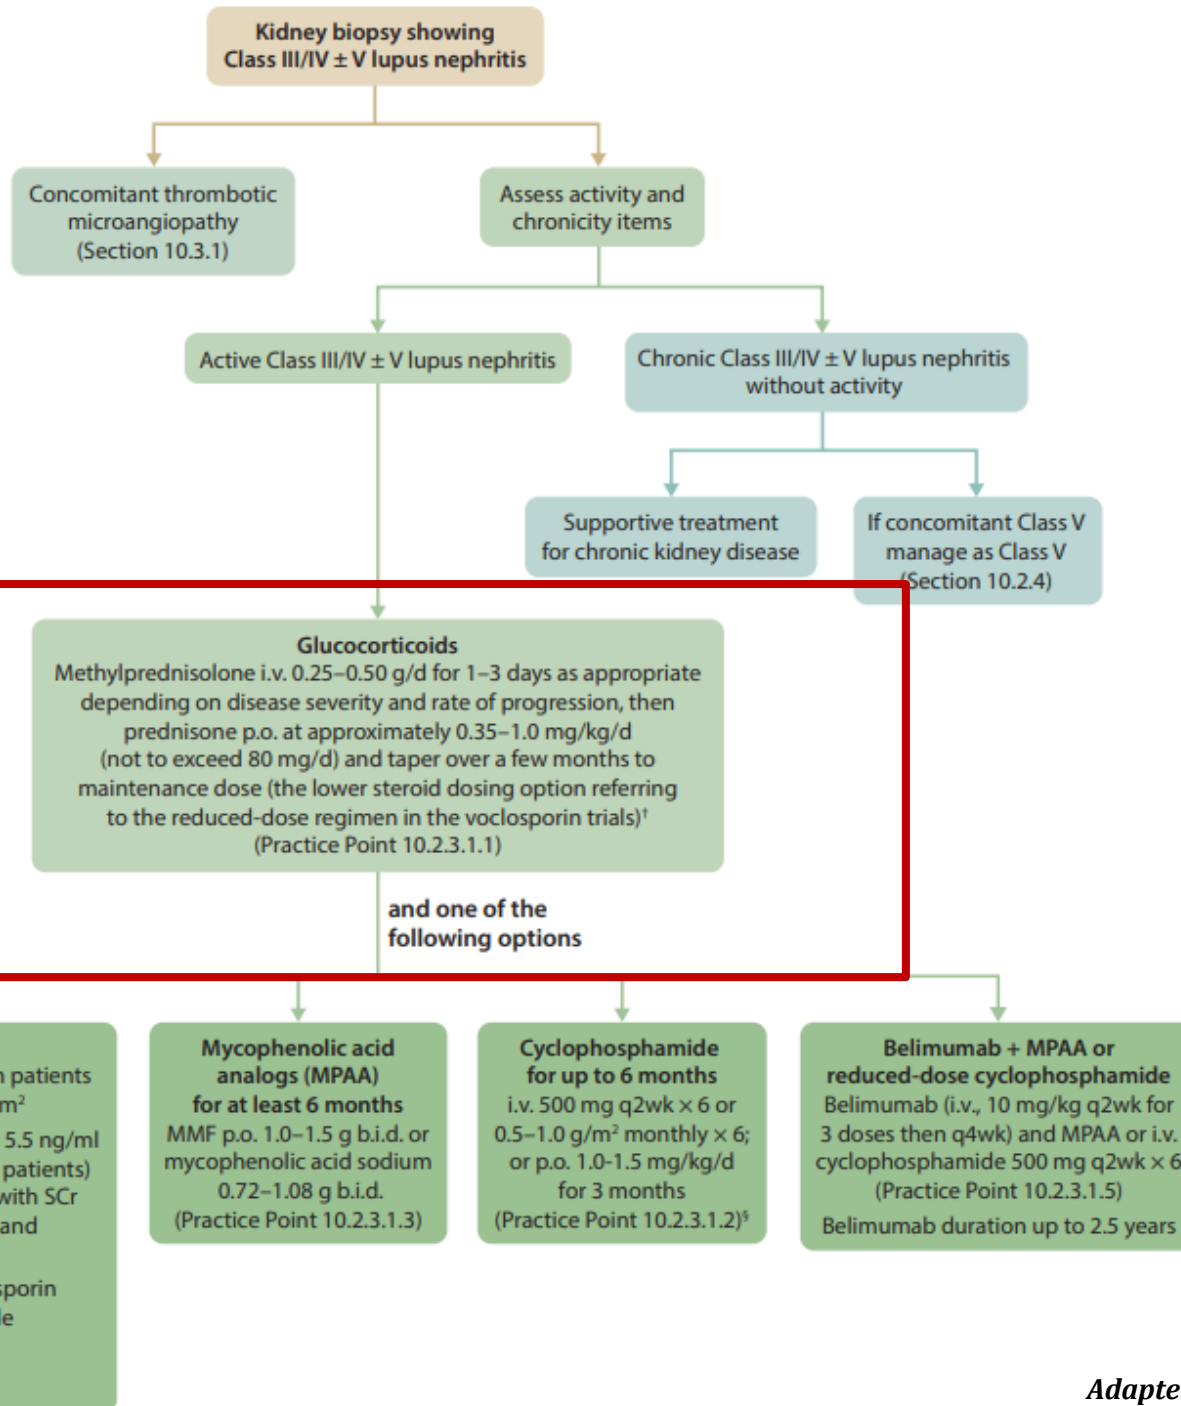 Kidney biopsy showing
Class III/IV ± V lupus nephritis
Concomitant thrombotic
microangiopathy
(Section 10.3.1)
Assess activity and
chronicity items
Active Class III/IV ± V lupus nephritis
Chronic Class III/IV ± V lupus nephritis
without activity
Supportive treatment
for chronic kidney disease
If concomitant Class V
manage as Class V
(Section 10.2.4)
Glucocorticoids
Methylprednisolone i.v. 0.25–0.50 g/d for 1–3 days as appropriate
depending on disease severity and rate of progression, then
prednisone p.o. at approximately 0.35–1.0 mg/kg/d
(not to exceed 80 mg/d) and taper over a few months to
maintenance dose (the lower steroid dosing option referring
to the reduced-dose regimen in the voclosporin trials)†
(Practice Point 10.2.3.1.1)
and one of the
following options
patients
m²
5.5 ng/ml
patients)
with SCr
and
Mycophenolic acid
analogs (MPAA)
for at least 6 months
MMF p.o. 1.0–1.5 g b.i.d. or
mycophenolic acid sodium
0.72–1.08 g b.i.d.
(Practice Point 10.2.3.1.3)
Cyclophosphamide
for up to 6 months
i.v. 500 mg q2wk × 6 or
0.5–1.0 g/m² monthly × 6;
or p.o. 1.0-1.5 mg/kg/d
for 3 months
(Practice Point 10.2.3.1.2)§
Belimumab + MPAA or
reduced-dose cyclophosphamide
Belimumab (i.v., 10 mg/kg q2wk for
3 doses then q4wk) and MPAA or i.v.
cyclophosphamide 500 mg q2wk × 6
(Practice Point 10.2.3.1.5)
Belimumab duration up to 2.5 years
Adapte